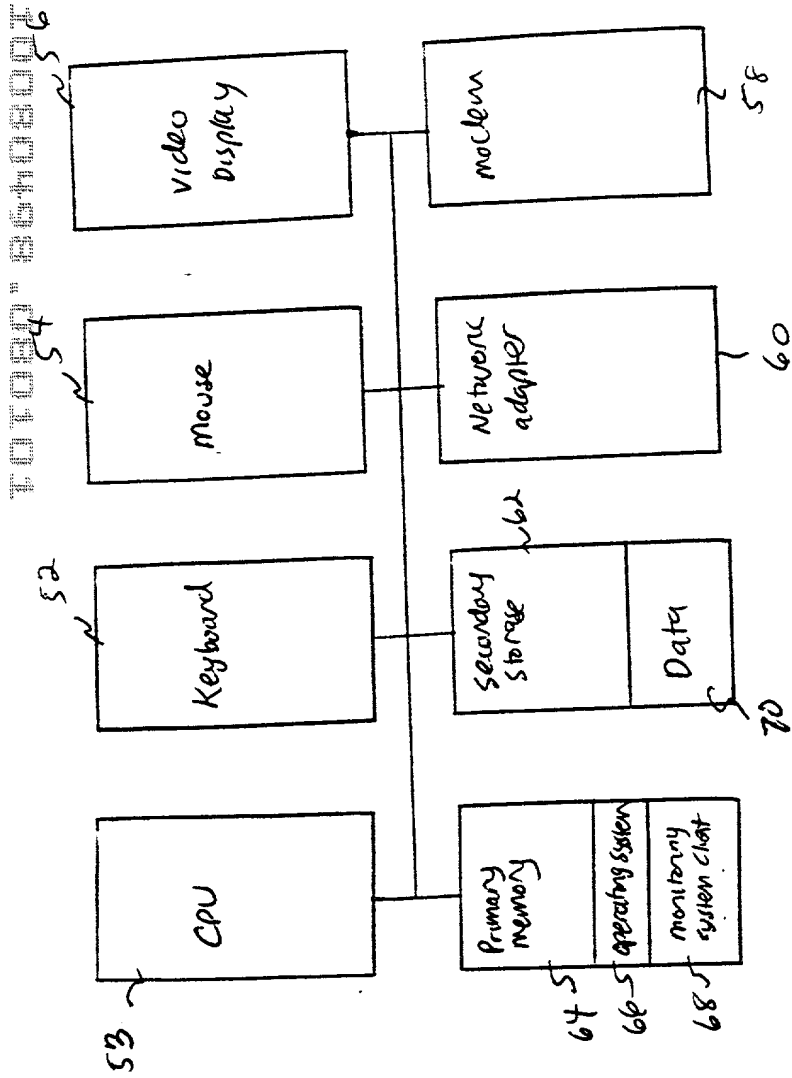 53
52
54
56
CPU
Keyboard
Mouse
Video
Display
64
Primary
memory
66
operating system
68
monitoring
system client
Secondary
Storage
62
Data
70
Network
adapter
60
modem
58